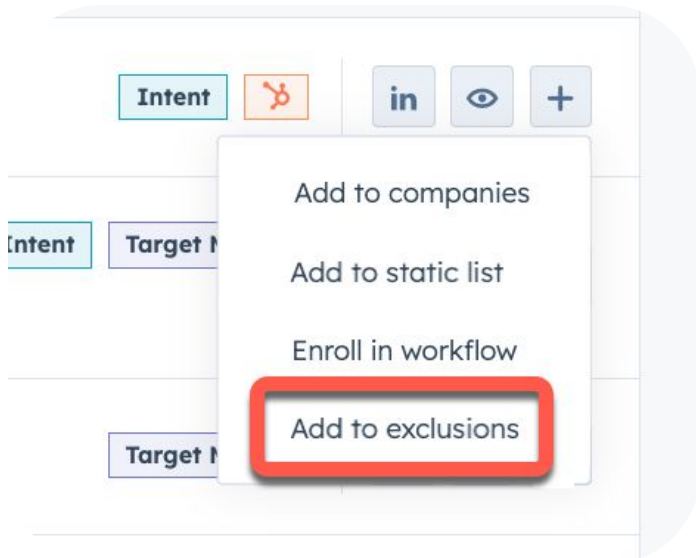 Intent
in
+
Add to companies
Intent
Target
Add to static list
Enroll in workflow
Add to exclusions
Target